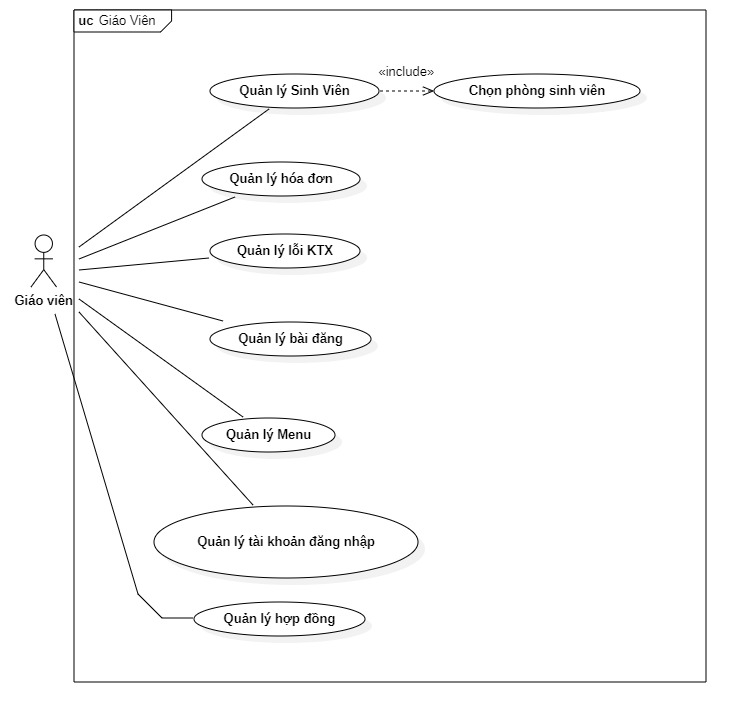 uc Giáo Viên
«include»
Quản lý Sinh Viên
Chọn phòng sinh viên
Quản lý hóa đơn
Quản lý lỗi KTX
Giáo viên
Quản lý bài đăng
Quản lý Menu
Quản lý tài khoản đăng nhập
Quản lý hợp đồng